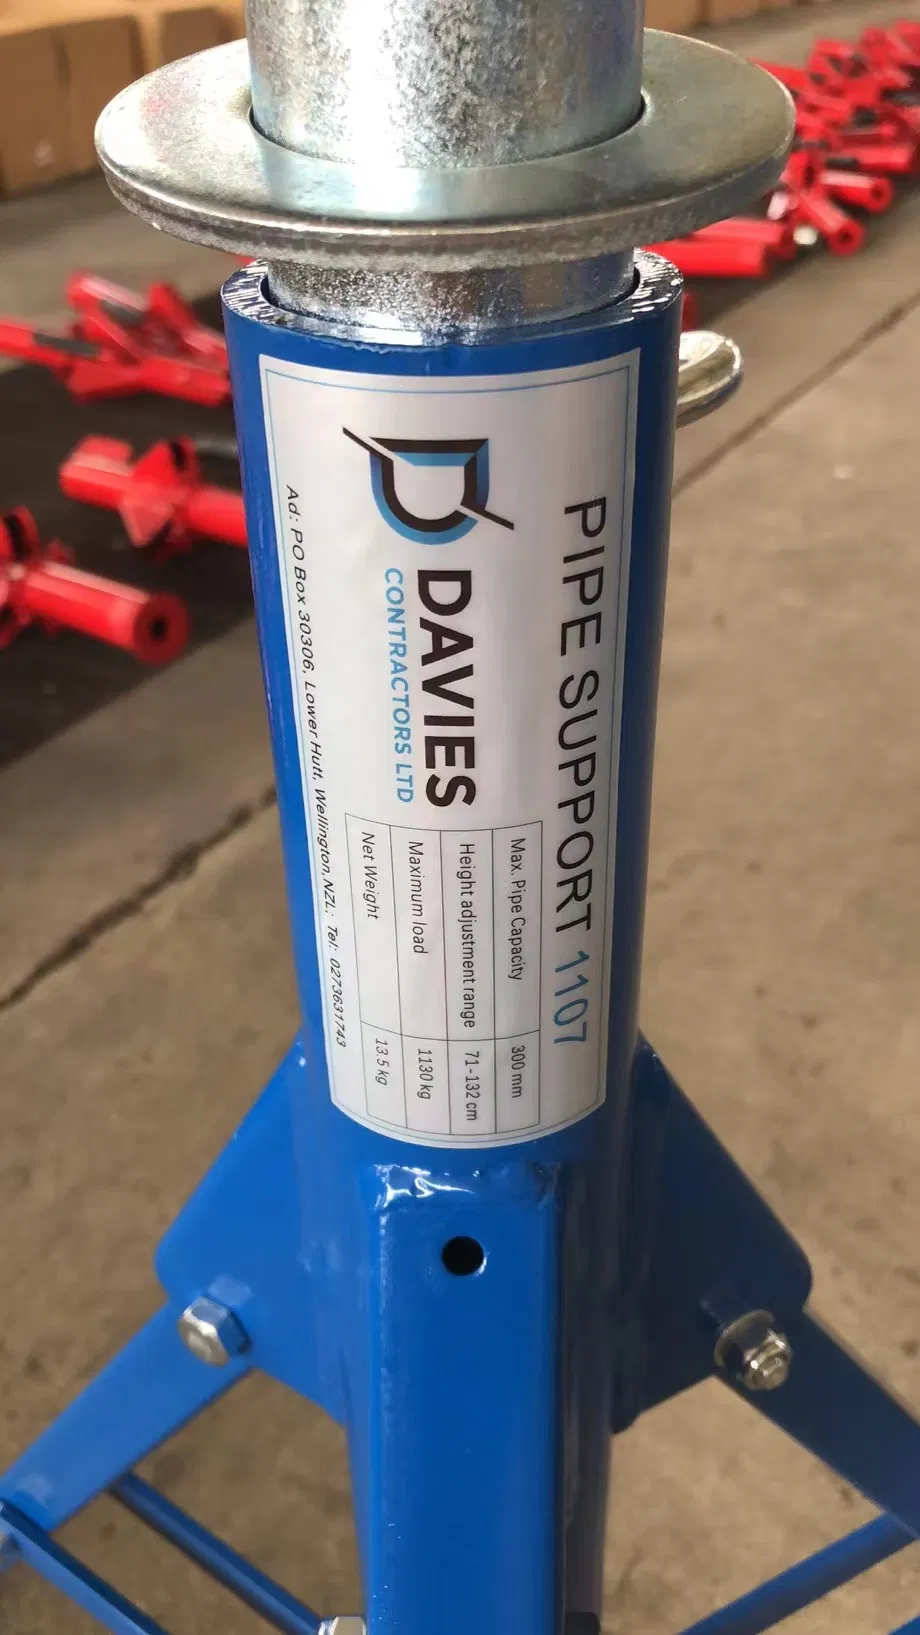 PIPE SUPPORT 1107
DAVIES
CONTRACTORS LTD
Max. Pipe Capacity 300 mm
Height adjustment range 71-132 cm
Maximum load 1130 kg
Net Weight 13.5 kg
Ad: PO Box 30306, Lower Hutt, Wellington,NZL; Tel: 0273631743